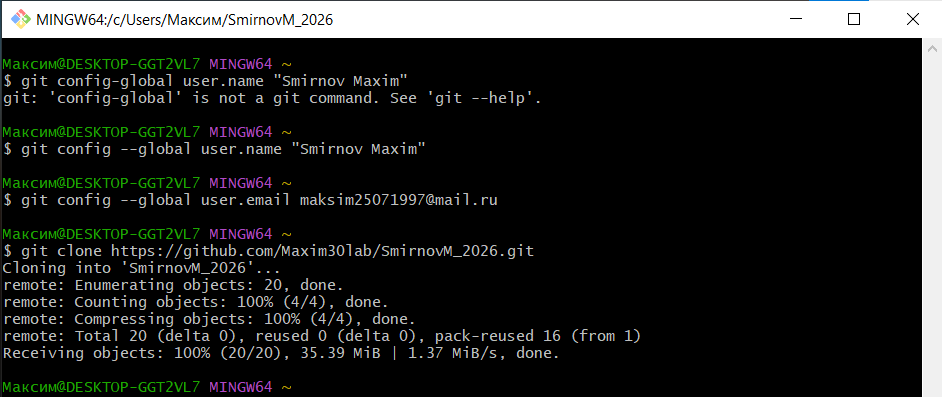 MINGW64:/c/Users/Максим/SmirnovM_2026
Максим@DESKTOP-GGT2VL7 MINGW64 ~
$ git config-global user.name "Smirnov Maxim"
git: 'config-global' is not a git command. See 'git --help'.
Максим@DESKTOP-GGT2VL7 MINGW64 ~
$ git config --global user.name "Smirnov Maxim"
Максим@DESKTOP-GGT2VL7 MINGW64 ~
$ git config --global user.email maksim25071997@mail.ru
Максим@DESKTOP-GGT2VL7 MINGW64 ~
$ git clone https://github.com/Maxim30lab/SmirnovM_2026.git
Cloning into 'SmirnovM_2026'...
remote: Enumerating objects: 20, done.
remote: Counting objects: 100% (4/4), done.
remote: Compressing objects: 100% (4/4), done.
remote: Total 20 (delta 0), reused 0 (delta 0), pack-reused 16 (from 1)
Receiving objects: 100% (20/20), 35.39 MiB | 1.37 MiB/s, done.
Максим@DESKTOP-GGT2VL7 MINGW64 ~